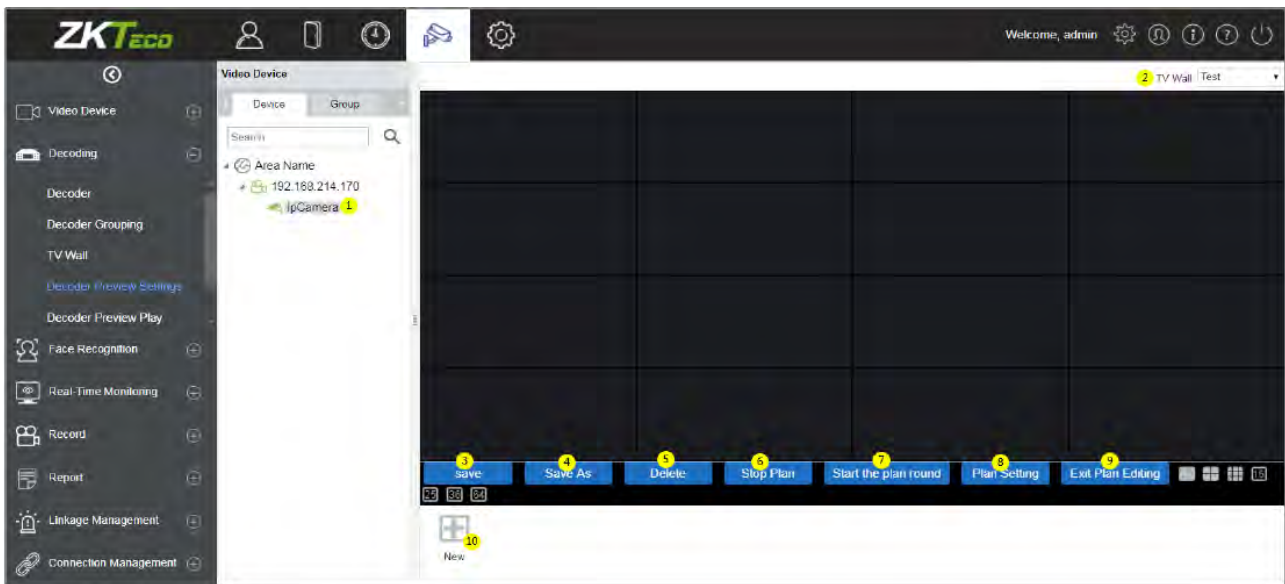 ZKTeco
Welcome, admin
Video Device
2 TV Wall Test
Video Device
Device Group
Search
Decoding
Area Name
192.168.214.170
IpCamera 1
Decoder
Decoder Grouping
TV Wall
Decoder Preview Settings
Decoder Preview Play
Face Recognition
Real-Time Monitoring
Record
Report
Linkage Management
Connection Management
3 4 5 6 7 8 9
save Save As Delete Stop Plan Start the plan round Plan Setting Exit Plan Editing 16
25 36 64
10
New